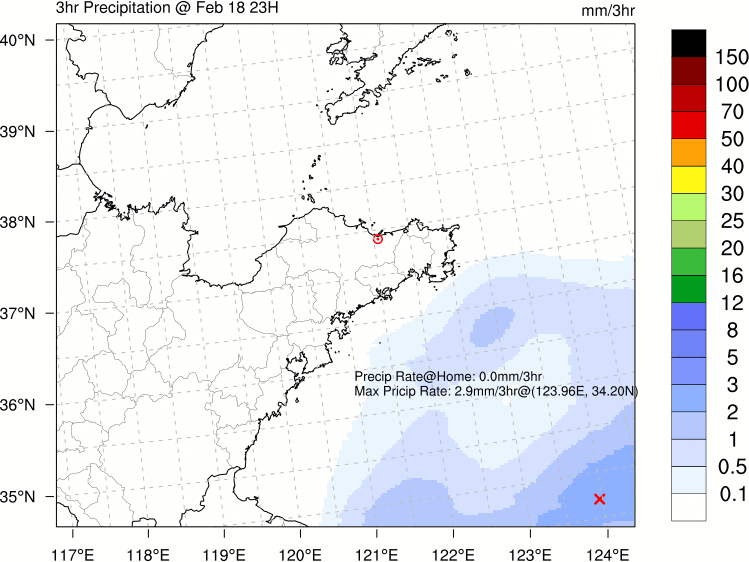 3hr Precipitation @ Feb 18 23H
mm/3hr
40°N
39°N
38°N
37°N
36°N
35°N
Precip Rate@Home: 0.0mm/3hr
Max Pricip Rate: 2.9mm/3hr@(123.96E, 34.20N)
117°E 118°E 119°E 120°E 121°E 122°E 123°E 124°E
150
100
70
50
40
30
25
20
16
12
8
5
3
2
1
0.5
0.1